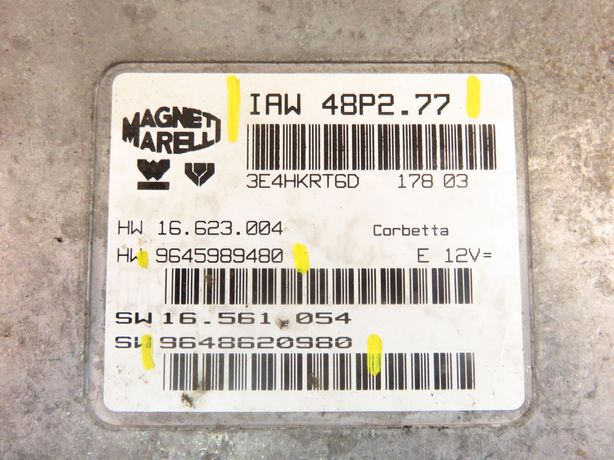 MAGNETI
MARELLI
IAW 48P2.77
3E4HKRT6D 178 03
HW 16.623.004 Corbetta
HW 9645989480 E 12V=
SW 16.561.054
SW 9648620980